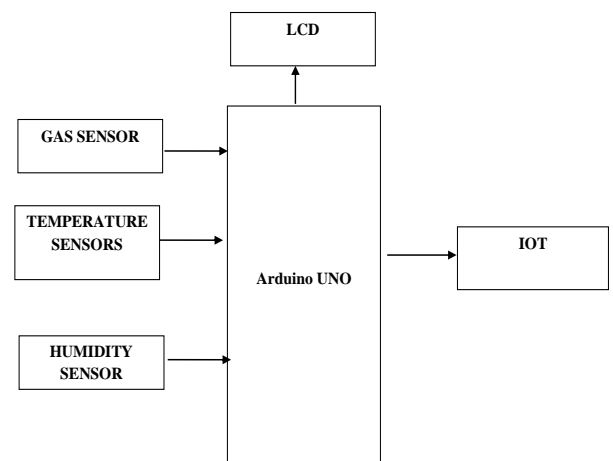 LCD
GAS SENSOR
TEMPERATURE
SENSORS
IOT
Arduino UNO
HUMIDITY
SENSOR